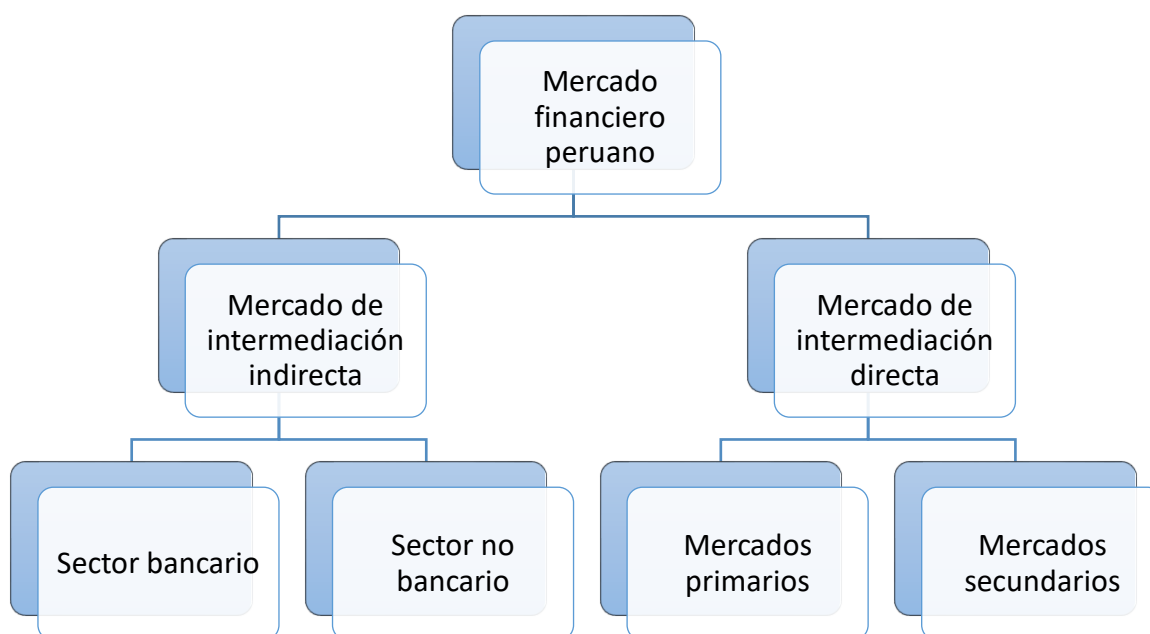 Mercado
financiero
peruano
Mercado de
intermediación
indirecta
Mercado de
intermediación
directa
Sector bancario
Sector no
bancario
Mercados
primarios
Mercados
secundarios